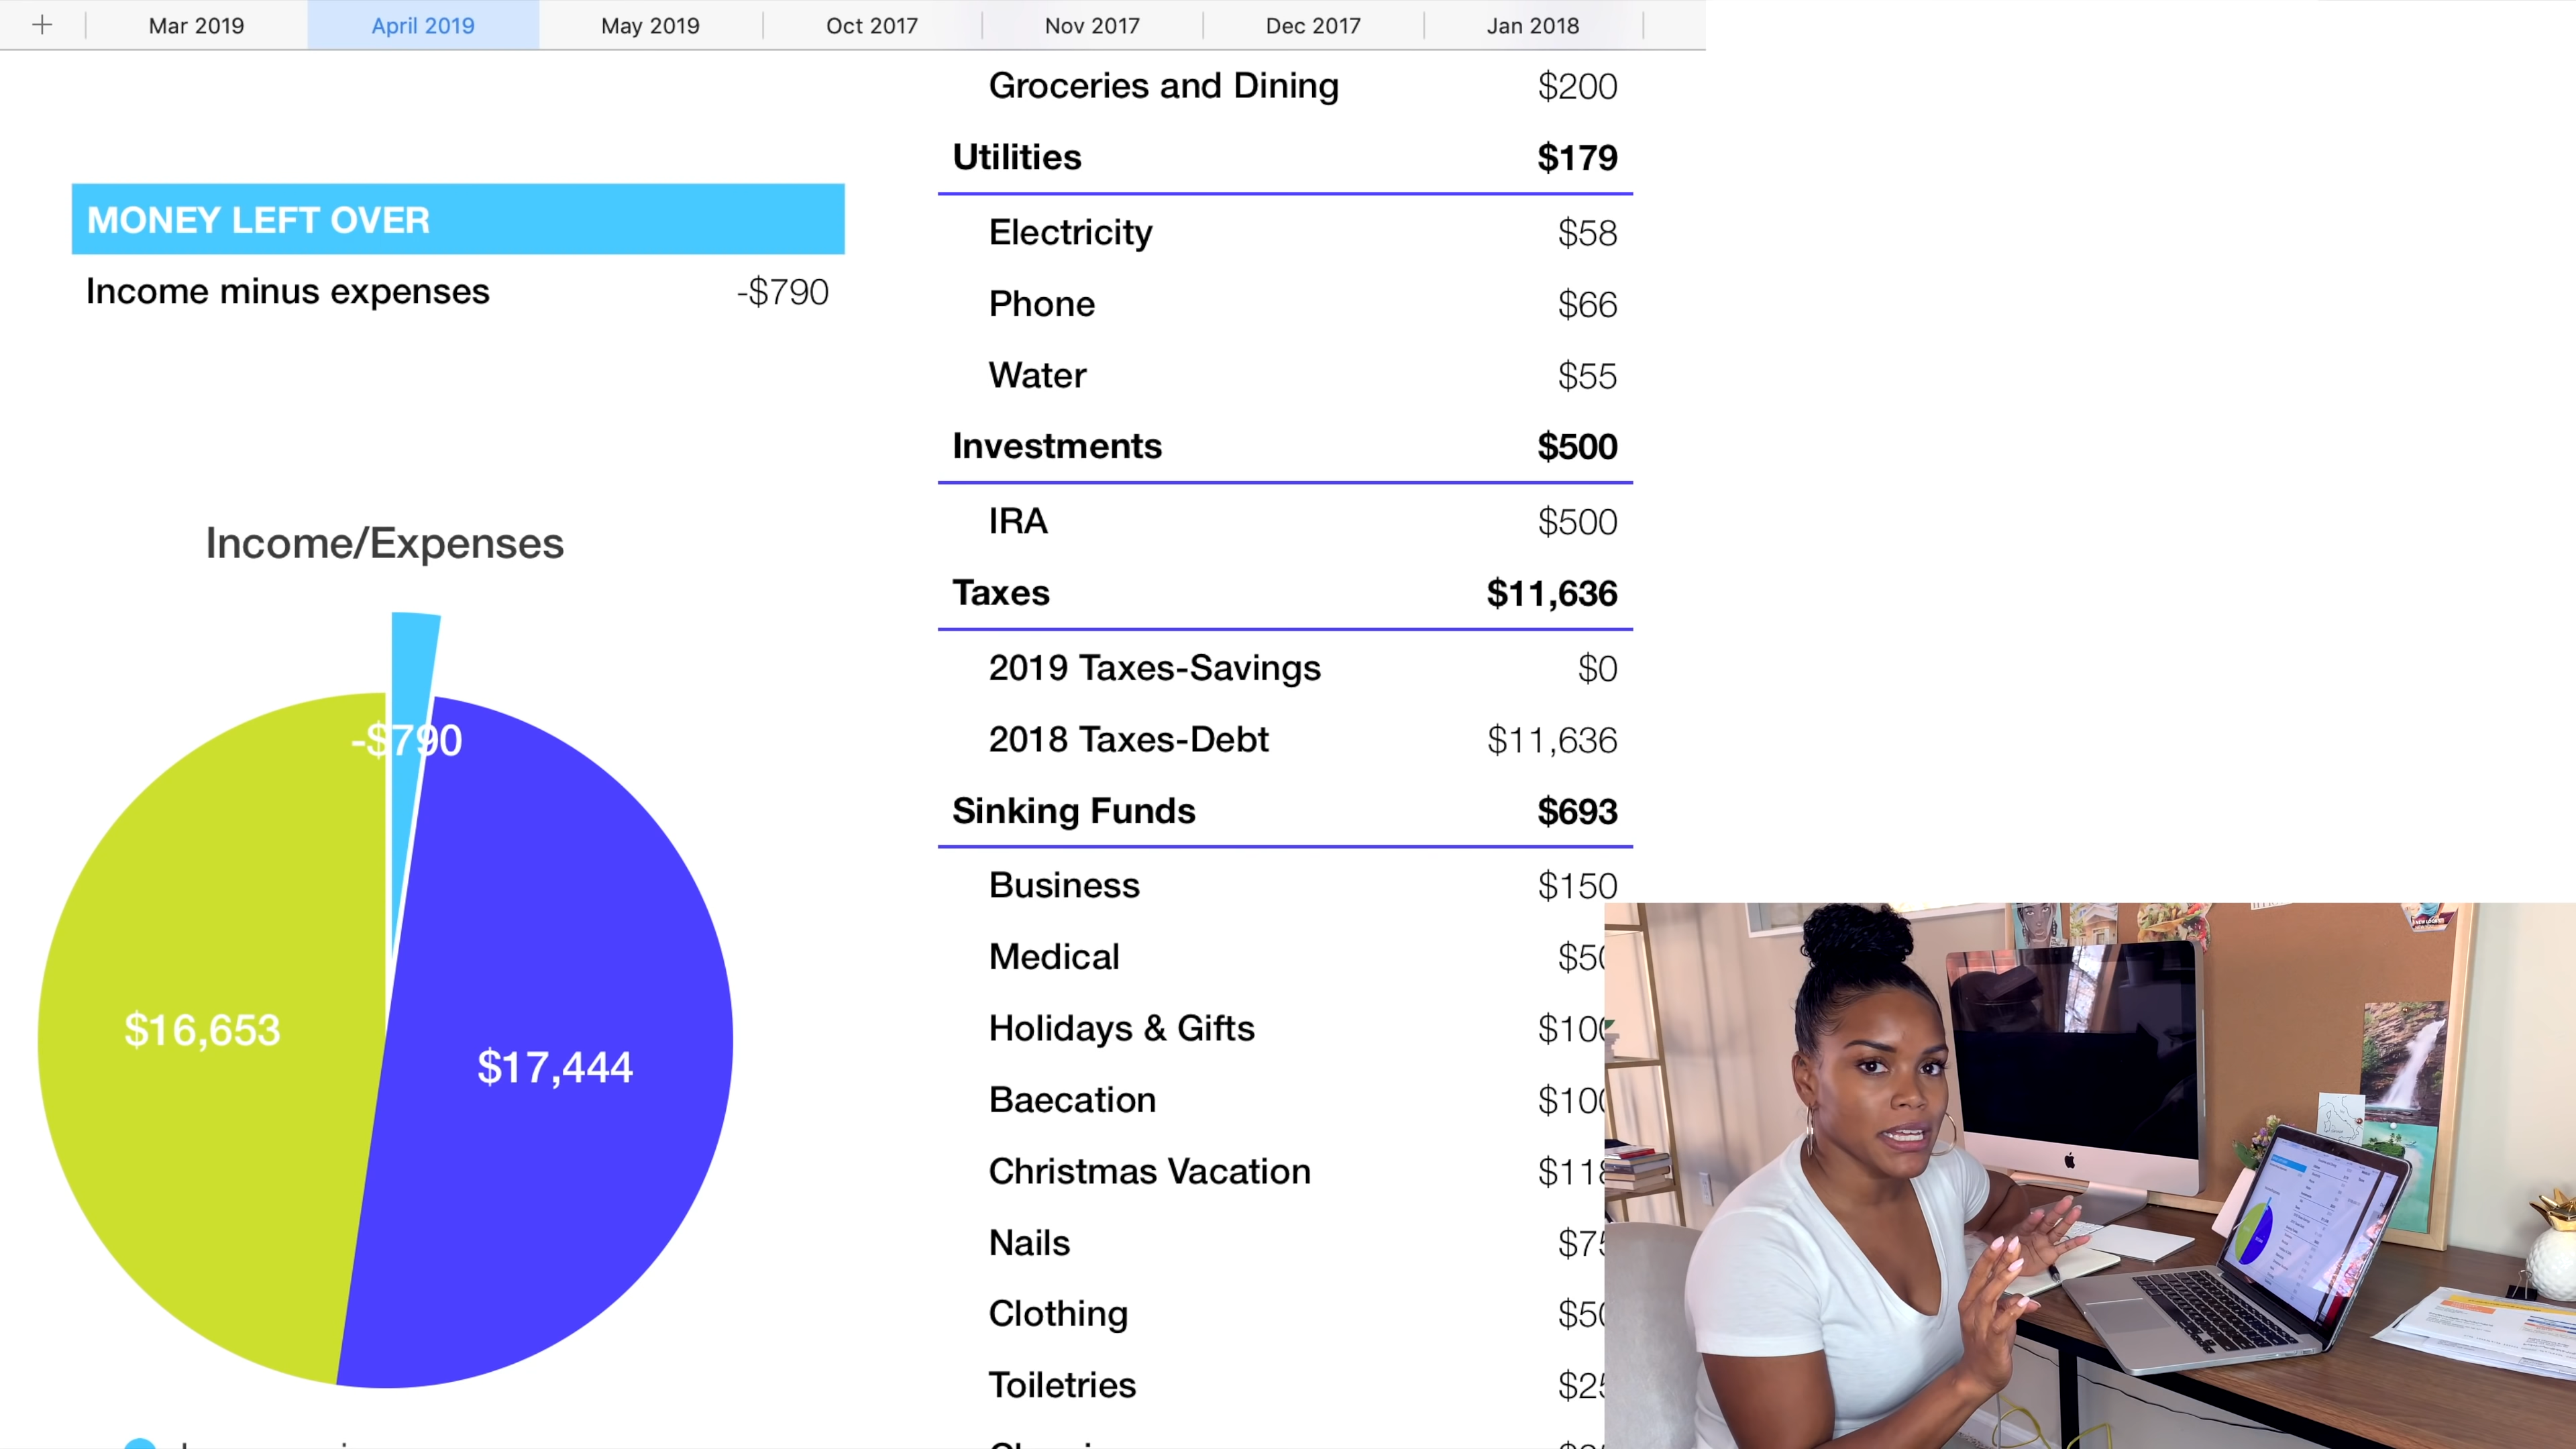 Mar 2019
April 2019
May 2019
Oct 2017
Nov 2017
Dec 2017
Jan 2018
MONEY LEFT OVER
Income minus expenses -$790
Income/Expenses
-$790
$16,653
$17,444
Groceries and Dining $200
Utilities $179
Electricity $58
Phone $66
Water $55
Investments $500
IRA $500
Taxes $11,636
2019 Taxes-Savings $0
2018 Taxes-Debt $11,636
Sinking Funds $693
Business $150
Medical
Holidays & Gifts
Baecation
Christmas Vacation
Nails
Clothing
Toiletries